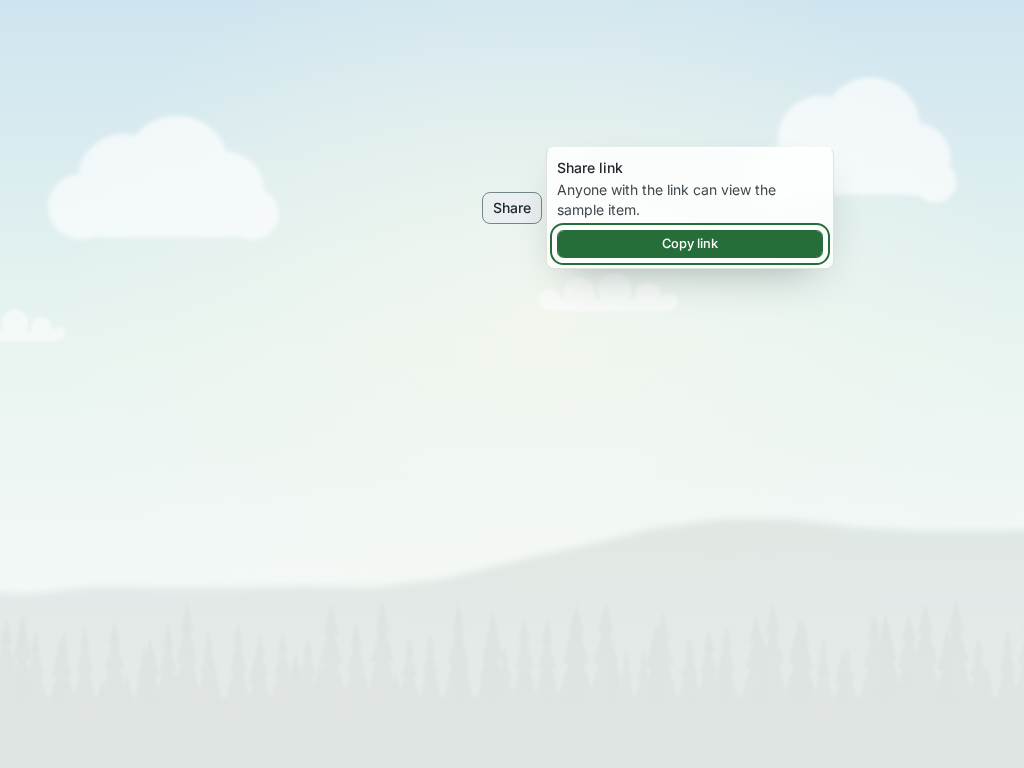 Share
Share link
Anyone with the link can view the
sample item.
Copy link